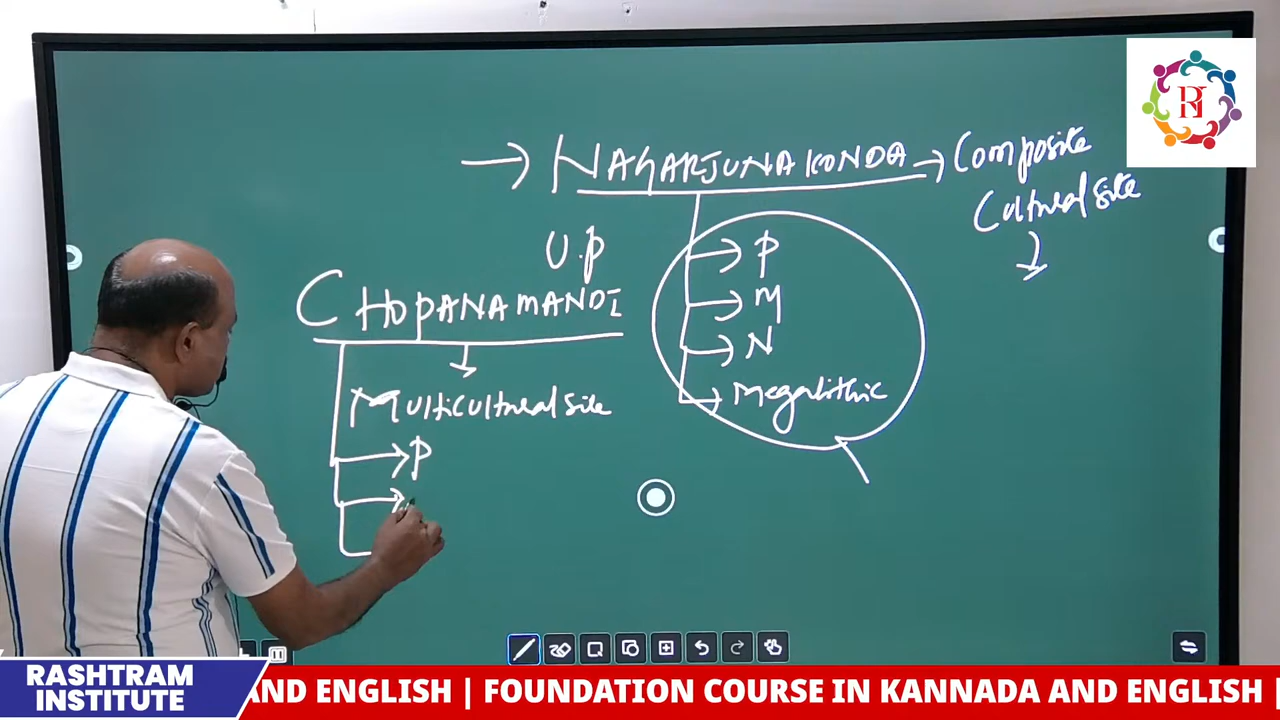 → NAGARJUNAKONDA → Composite
Cultural site
U.P
CHOPANAMANDI
→ P
→ M
→ N
→ Megalithic
Multicultural site
→ P
RASHTRAM
INSTITUTE
AND ENGLISH | FOUNDATION COURSE IN KANNADA AND ENGLISH |